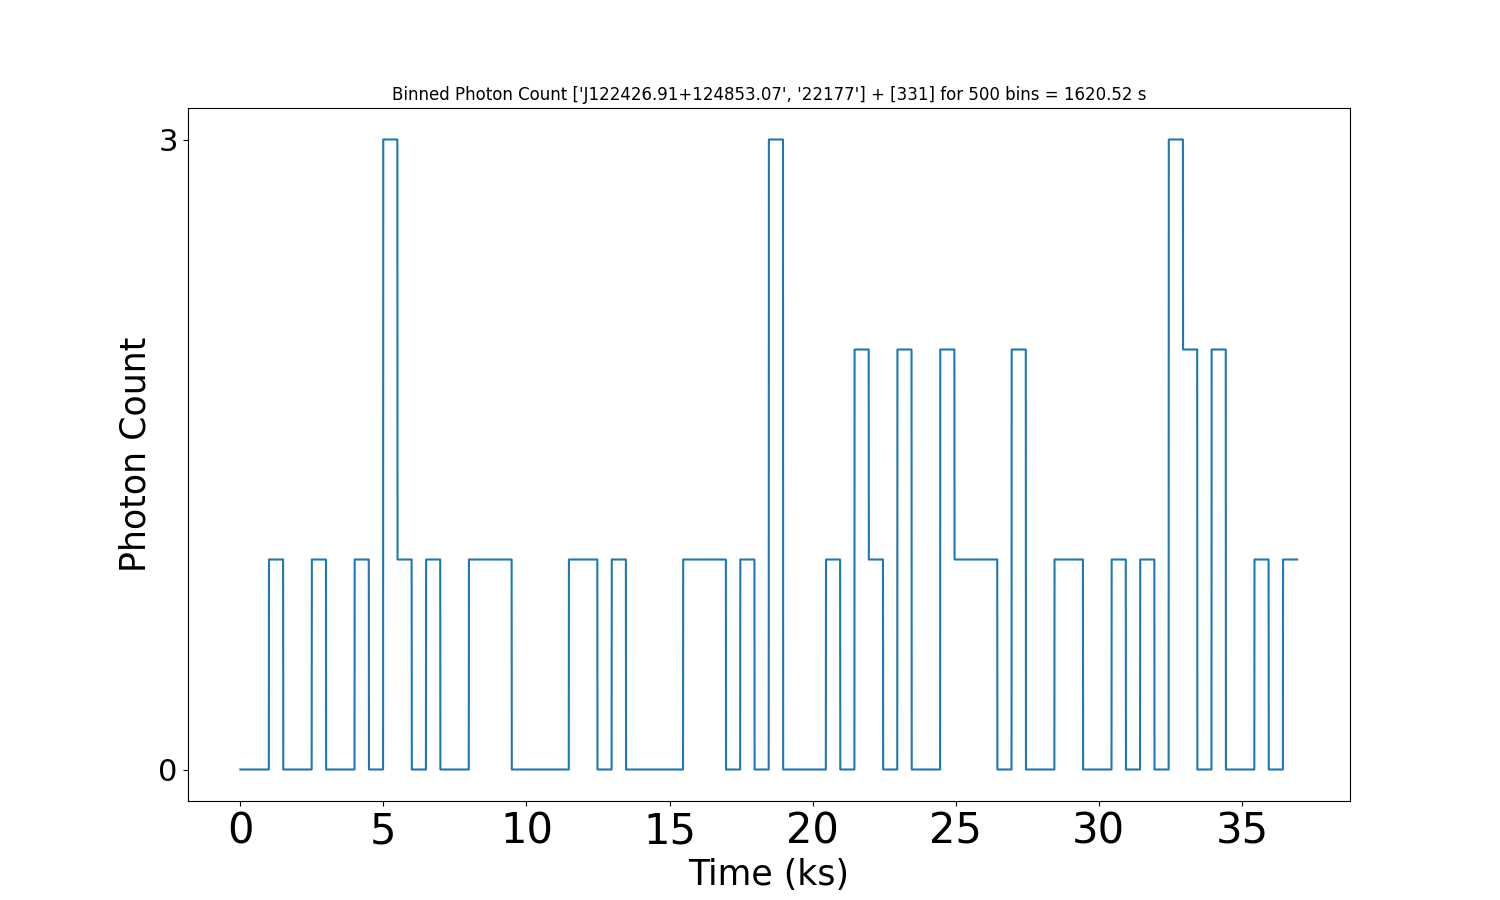 Binned Photon Count ['J122426.91+124853.07', '22177'] + [331] for 500 bins = 1620.52 s
3
Photon Count
0
0 5 10 15 20 25 30 35
Time (ks)